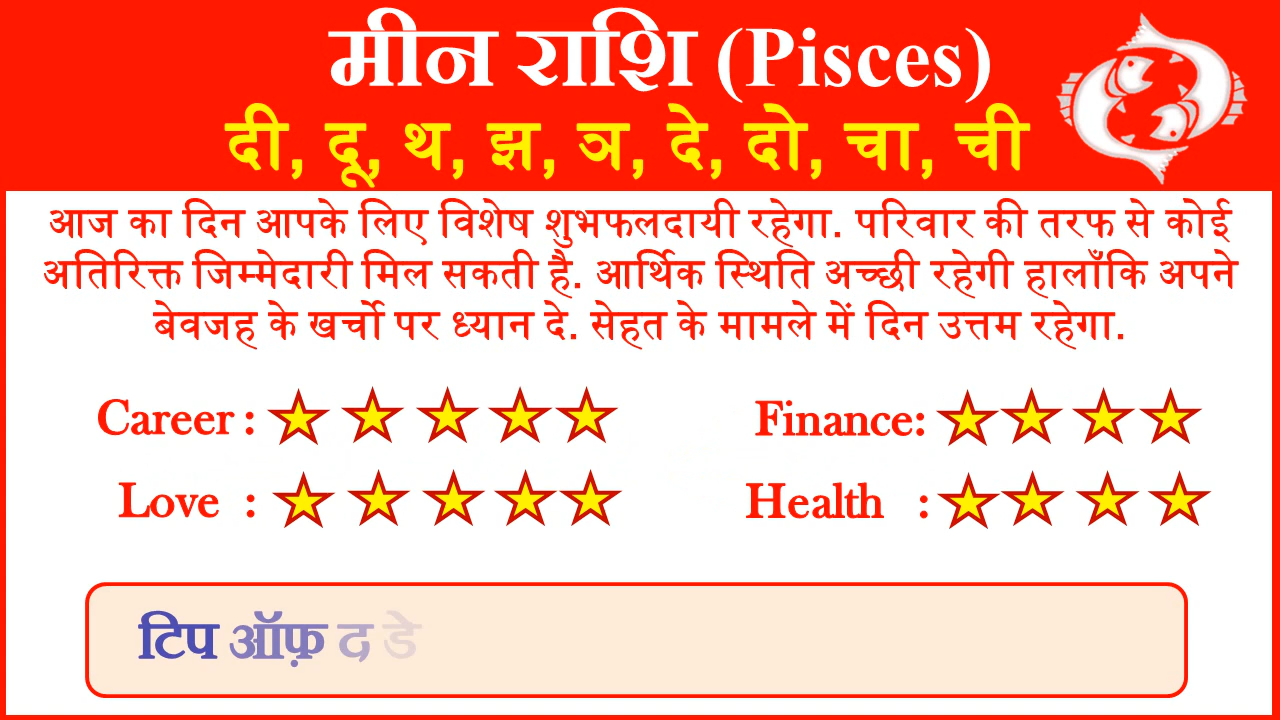 मीन राशि (Pisces)
दी, दू, थ, झ, ञ, दे, दो, चा, ची
आज का दिन आपके लिए विशेष शुभफलदायी रहेगा. परिवार की तरफ से कोई
अतिरिक्त जिम्मेदारी मिल सकती है. आर्थिक स्थिति अच्छी रहेगी हालाँकि अपने
बेवजह के खर्चो पर ध्यान दे. सेहत के मामले में दिन उत्तम रहेगा.
Career :
Finance:
Love :
Health :
टिप ऑफ़ द डे